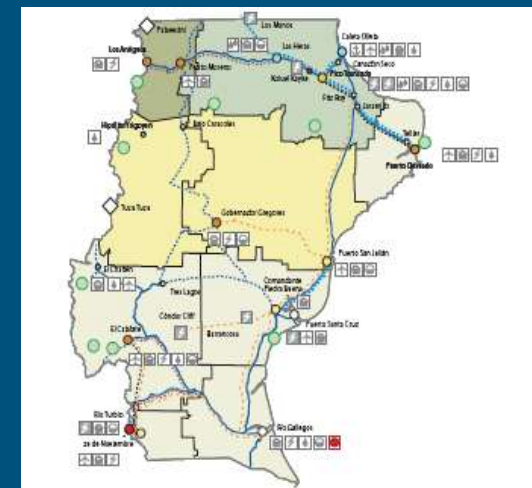 Los Monos
Caleta Olivia
Los Antiguos
Las Heras
Cañadón Seco
Perito Moreno
Pico Truncado
Fitz Roy
Jaramillo
Tellier
Hipólito Yrigoyen
Bajo Caracoles
Puerto Deseado
Tucu Tucu
Gobernador Gregores
El Chaltén
Puerto San Julián
Tres Lagos
Comandante
Piedra Buena
Cóndor Cliff
Barrancosa
Puerto Santa Cruz
El Calafate
Río Turbio
Río Gallegos
28 de Noviembre